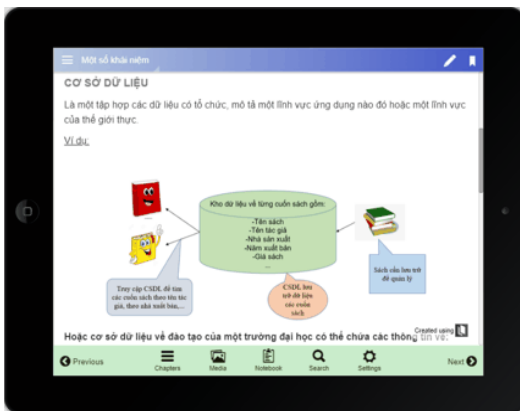 Một số khái niệm
CƠ SỞ DỮ LIỆU
Là một tập hợp các dữ liệu có tổ chức, mô tả một lĩnh vực ứng dụng nào đó hoặc một lĩnh vực
của thế giới thực.
Ví dụ:
Kho dữ liệu về từng cuốn sách gồm:
-Tên sách
-Tên tác giả
-Nhà sản xuất
-Năm xuất bản
-Giá sách
...
....
Truy cập CSDL để tìm
các cuốn sách theo tên tác
giả, theo nhà xuất bản,...
CSDL lưu
trữ dữ liệu
các cuốn
sách
Sách cần lưu trữ
để quản lý
Hoặc cơ sở dữ liệu về đào tạo của một trường đại học có thể chứa các thông tin về:
Created using
Previous
Chapters
Media
Notebook
Search
Settings
Next